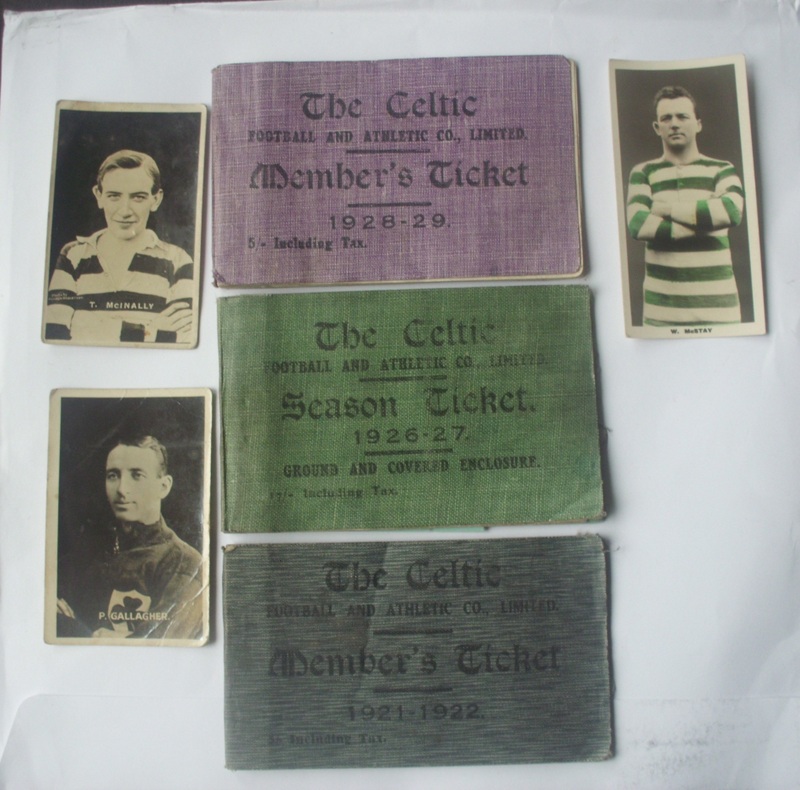 The Celtic
FOOTBALL AND ATHLETIC CO., LIMITED.
Member's Ticket
1928-29.
5/- Including Tax.
T. McINALLY
W. McSTAY
The Celtic
FOOTBALL AND ATHLETIC CO., LIMITED.
Season Ticket.
1926-27.
GROUND AND COVERED ENCLOSURE.
17/- Including Tax.
P. GALLAGHER.
The Celtic
FOOTBALL AND ATHLETIC CO., LIMITED.
Member's Ticket
1921-1922.
Including Tax.